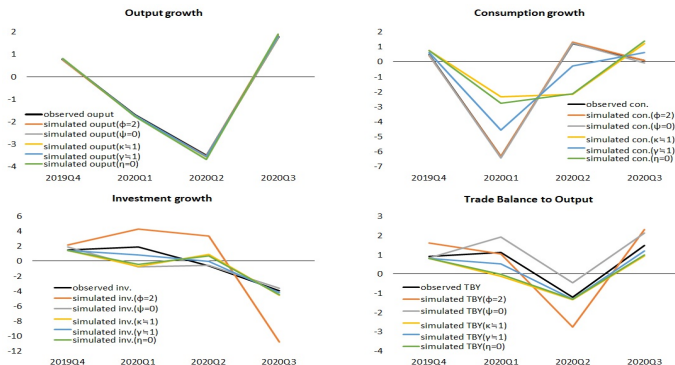 Output growth
2
1
0
-1
-2
-3
-4
observed ouput
simulated ouput(ϕ=2)
simulated ouput(ψ=0)
simulated ouput(κ≒1)
simulated ouput(γ≒1)
simulated ouput(η=0)
2019Q4 2020Q1 2020Q2 2020Q3
Consumption growth
2
1
0
-1
-2
-3
-4
-5
-6
-7
observed con.
simulated con.(ϕ=2)
simulated con.(ψ=0)
simulated con.(κ≒1)
simulated con.(γ≒1)
simulated con.(η=0)
2019Q4 2020Q1 2020Q2 2020Q3
Investment growth
6
4
2
0
-2
-4
-6
-8
-10
-12
observed inv.
simulated inv.(ϕ=2)
simulated inv.(ψ=0)
simulated inv.(κ≒1)
simulated inv.(γ≒1)
simulated inv.(η=0)
2019Q4 2020Q1 2020Q2 2020Q3
Trade Balance to Output
3
2
1
0
-1
-2
-3
-4
observed TBY
simulated TBY(ϕ=2)
simulated TBY(ψ=0)
simulated TBY(κ≒1)
simulated TBY(γ≒1)
simulated TBY(η=0)
2019Q4 2020Q1 2020Q2 2020Q3